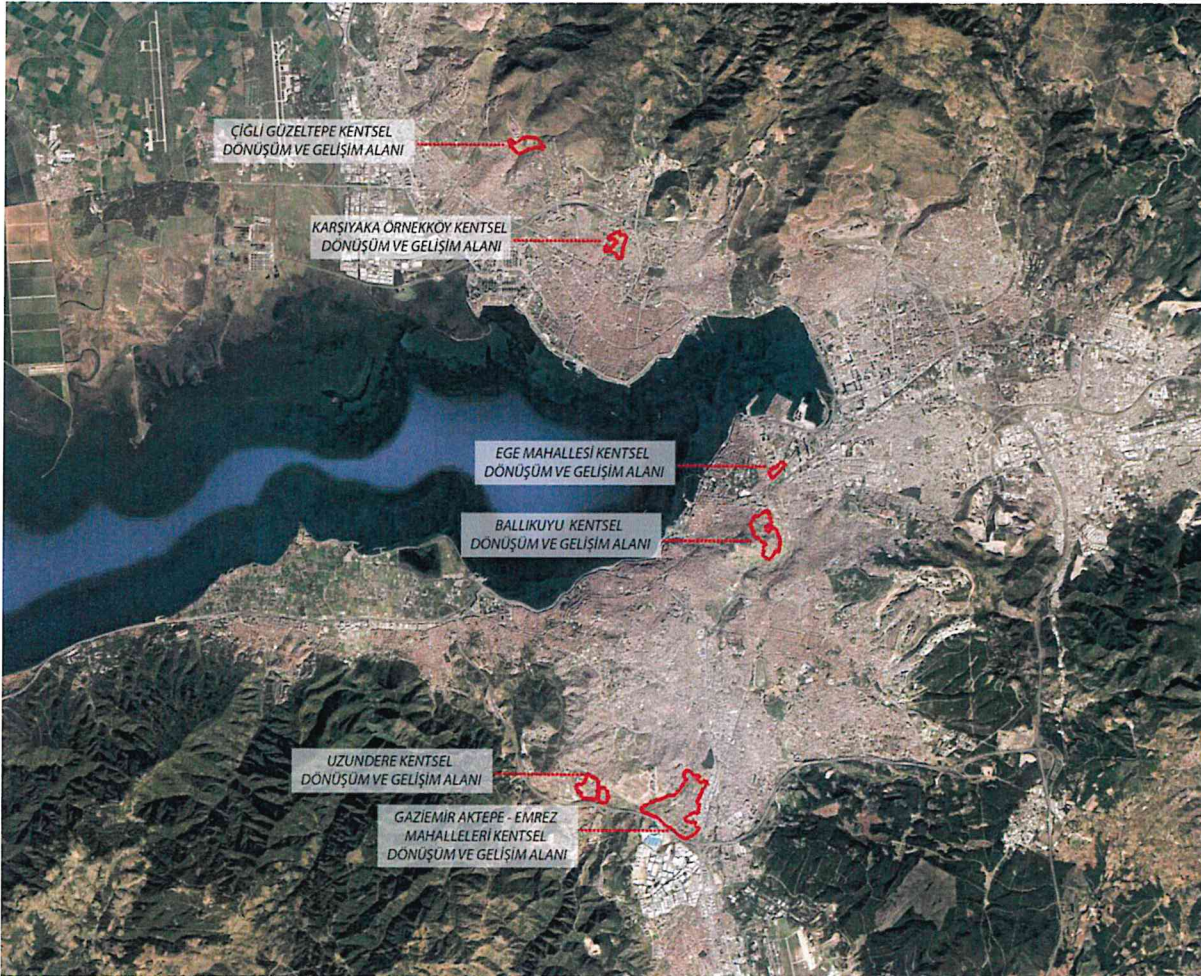 ÇİĞLİ GÜZELTEPE KENTSEL
DÖNÜŞÜM VE GELİŞİM ALANI
KARŞIYAKA ÖRNEKKÖY KENTSEL
DÖNÜŞÜM VE GELİŞİM ALANI
EGE MAHALLESİ KENTSEL
DÖNÜŞÜM VE GELİŞİM ALANI
BALLIKUYU KENTSEL
DÖNÜŞÜM VE GELİŞİM ALANI
UZUNDERE KENTSEL
DÖNÜŞÜM VE GELİŞİM ALANI
GAZİEMİR AKTEPE - EMREZ
MAHALLELERİ KENTSEL
DÖNÜŞÜM VE GELİŞİM ALANI